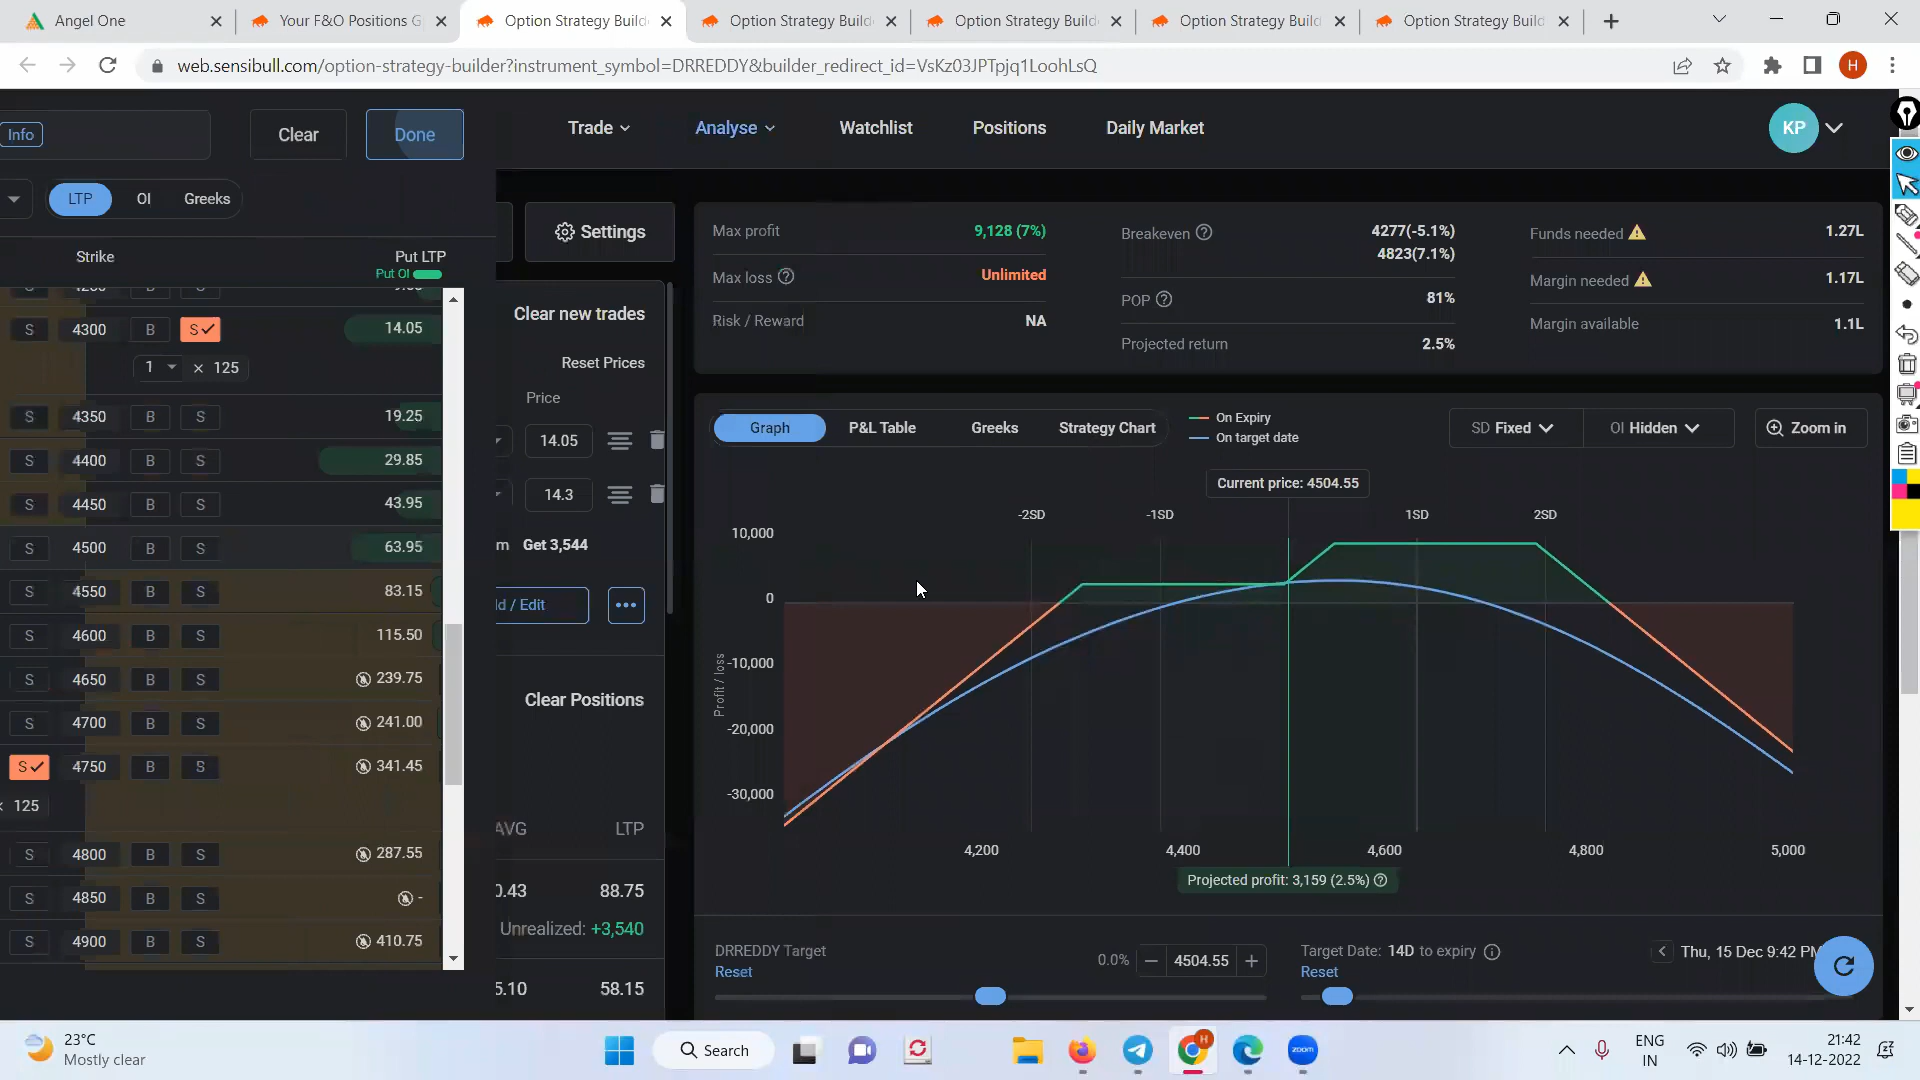 Angel One
Your F&O Positions G
Option Strategy Build
Option Strategy Build
Option Strategy Build
Option Strategy Build
Option Strategy Build
web.sensibull.com/option-strategy-builder?instrument_symbol=DRREDDY&builder_redirect_id=VsKz03JPTpjq1LoohLsQ
H
Info
Clear
Done
Trade
Analyse
Watchlist
Positions
Daily Market
KP
LTP
OI
Greeks
Strike
Put LTP
Put OI
S 4300 B S 14.05
1 × 125
S 4350 B S 19.25
S 4400 B S 29.85
S 4450 B S 43.95
S 4500 B S 63.95
S 4550 B S 83.15
S 4600 B S 115.50
S 4650 B S 239.75
S 4700 B S 241.00
S 4750 B S 341.45
× 125
S 4800 B S 287.55
S 4850 B S -
S 4900 B S 410.75
Settings
Clear new trades
Reset Prices
Price
14.05
14.3
m Get 3,544
d / Edit
Clear Positions
AVG LTP
0.43 88.75
Unrealized: +3,540
5.10 58.15
Max profit 9,128 (7%)
Max loss Unlimited
Risk / Reward NA
Breakeven 4277(-5.1%)
4823(7.1%)
POP 81%
Projected return 2.5%
Funds needed 1.27L
Margin needed 1.17L
Margin available 1.1L
Graph
P&L Table
Greeks
Strategy Chart
On Expiry
On target date
SD Fixed
OI Hidden
Zoom in
Current price: 4504.55
-2SD -1SD 1SD 2SD
10,000
0
-10,000
-20,000
-30,000
Profit / loss
4,200 4,400 4,600 4,800 5,000
Projected profit: 3,159 (2.5%)
DRREDDY Target
Reset
0.0% − 4504.55 +
Target Date: 14D to expiry
Reset
Thu, 15 Dec 9:42 PM
23°C
Mostly clear
Search
H
zoom
ENG
IN
21:42
14-12-2022